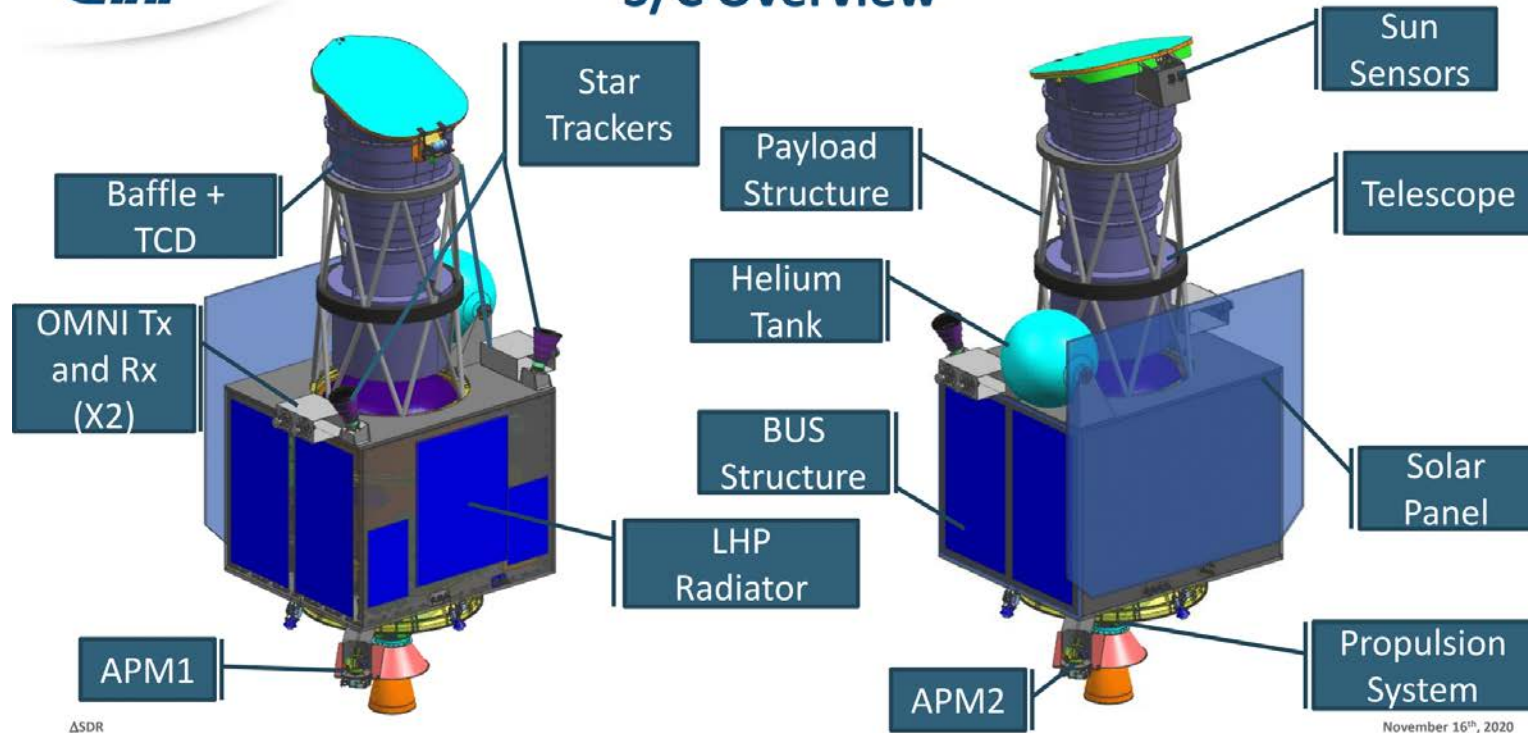 S/C Overview
Star
Trackers
Baffle +
TCD
OMNI Tx
and Rx
(X2)
LHP
Radiator
APM1
Sun
Sensors
Payload
Structure
Telescope
Helium
Tank
BUS
Structure
Solar
Panel
APM2
Propulsion
System
ΔSDR
November 16th, 2020